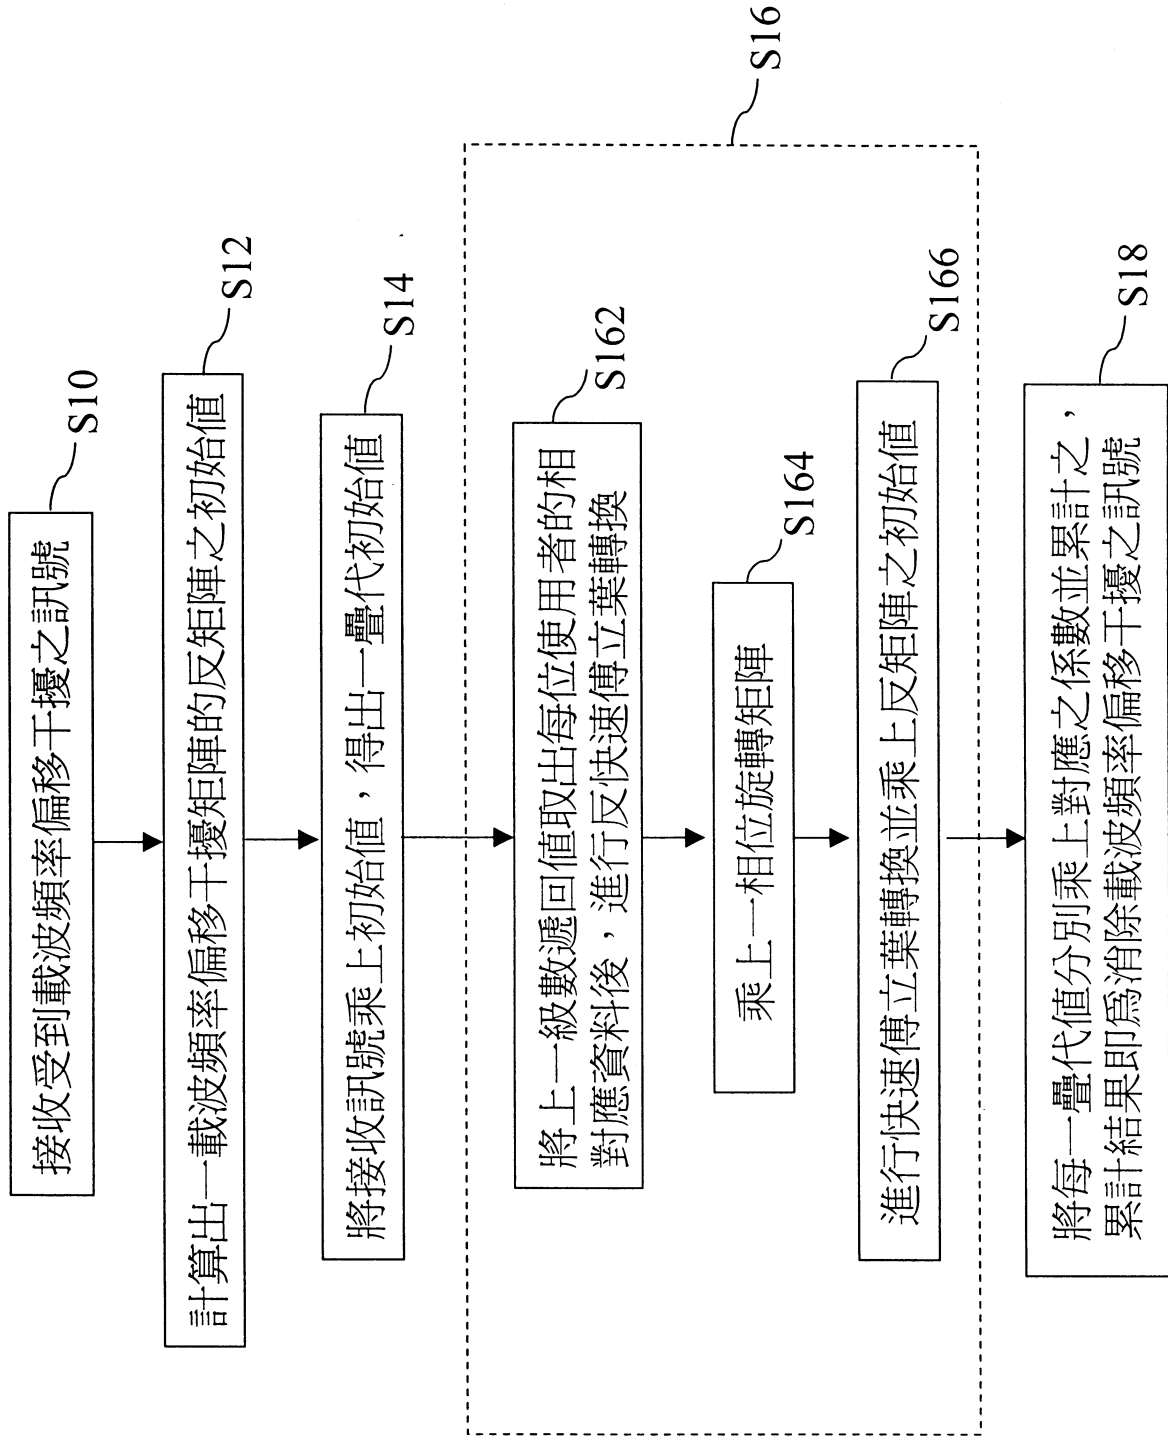 接收受到載波頻率偏移干擾之訊號
S10
計算出一載波頻率偏移干擾矩陣的反矩陣之初始值
S12
將接收訊號乘上初始值，得出一疊代初始值
S14
S16
將上一級數遞回值取出每位使用者的相
對應資料後，進行反快速傅立葉轉換
S162
乘上一相位旋轉矩陣
S164
進行快速傅立葉轉換並乘上反矩陣之初始值
S166
將每一疊代值分別乘上對應之係數並累計之，
累計結果即爲消除載波頻率偏移干擾之訊號
S18